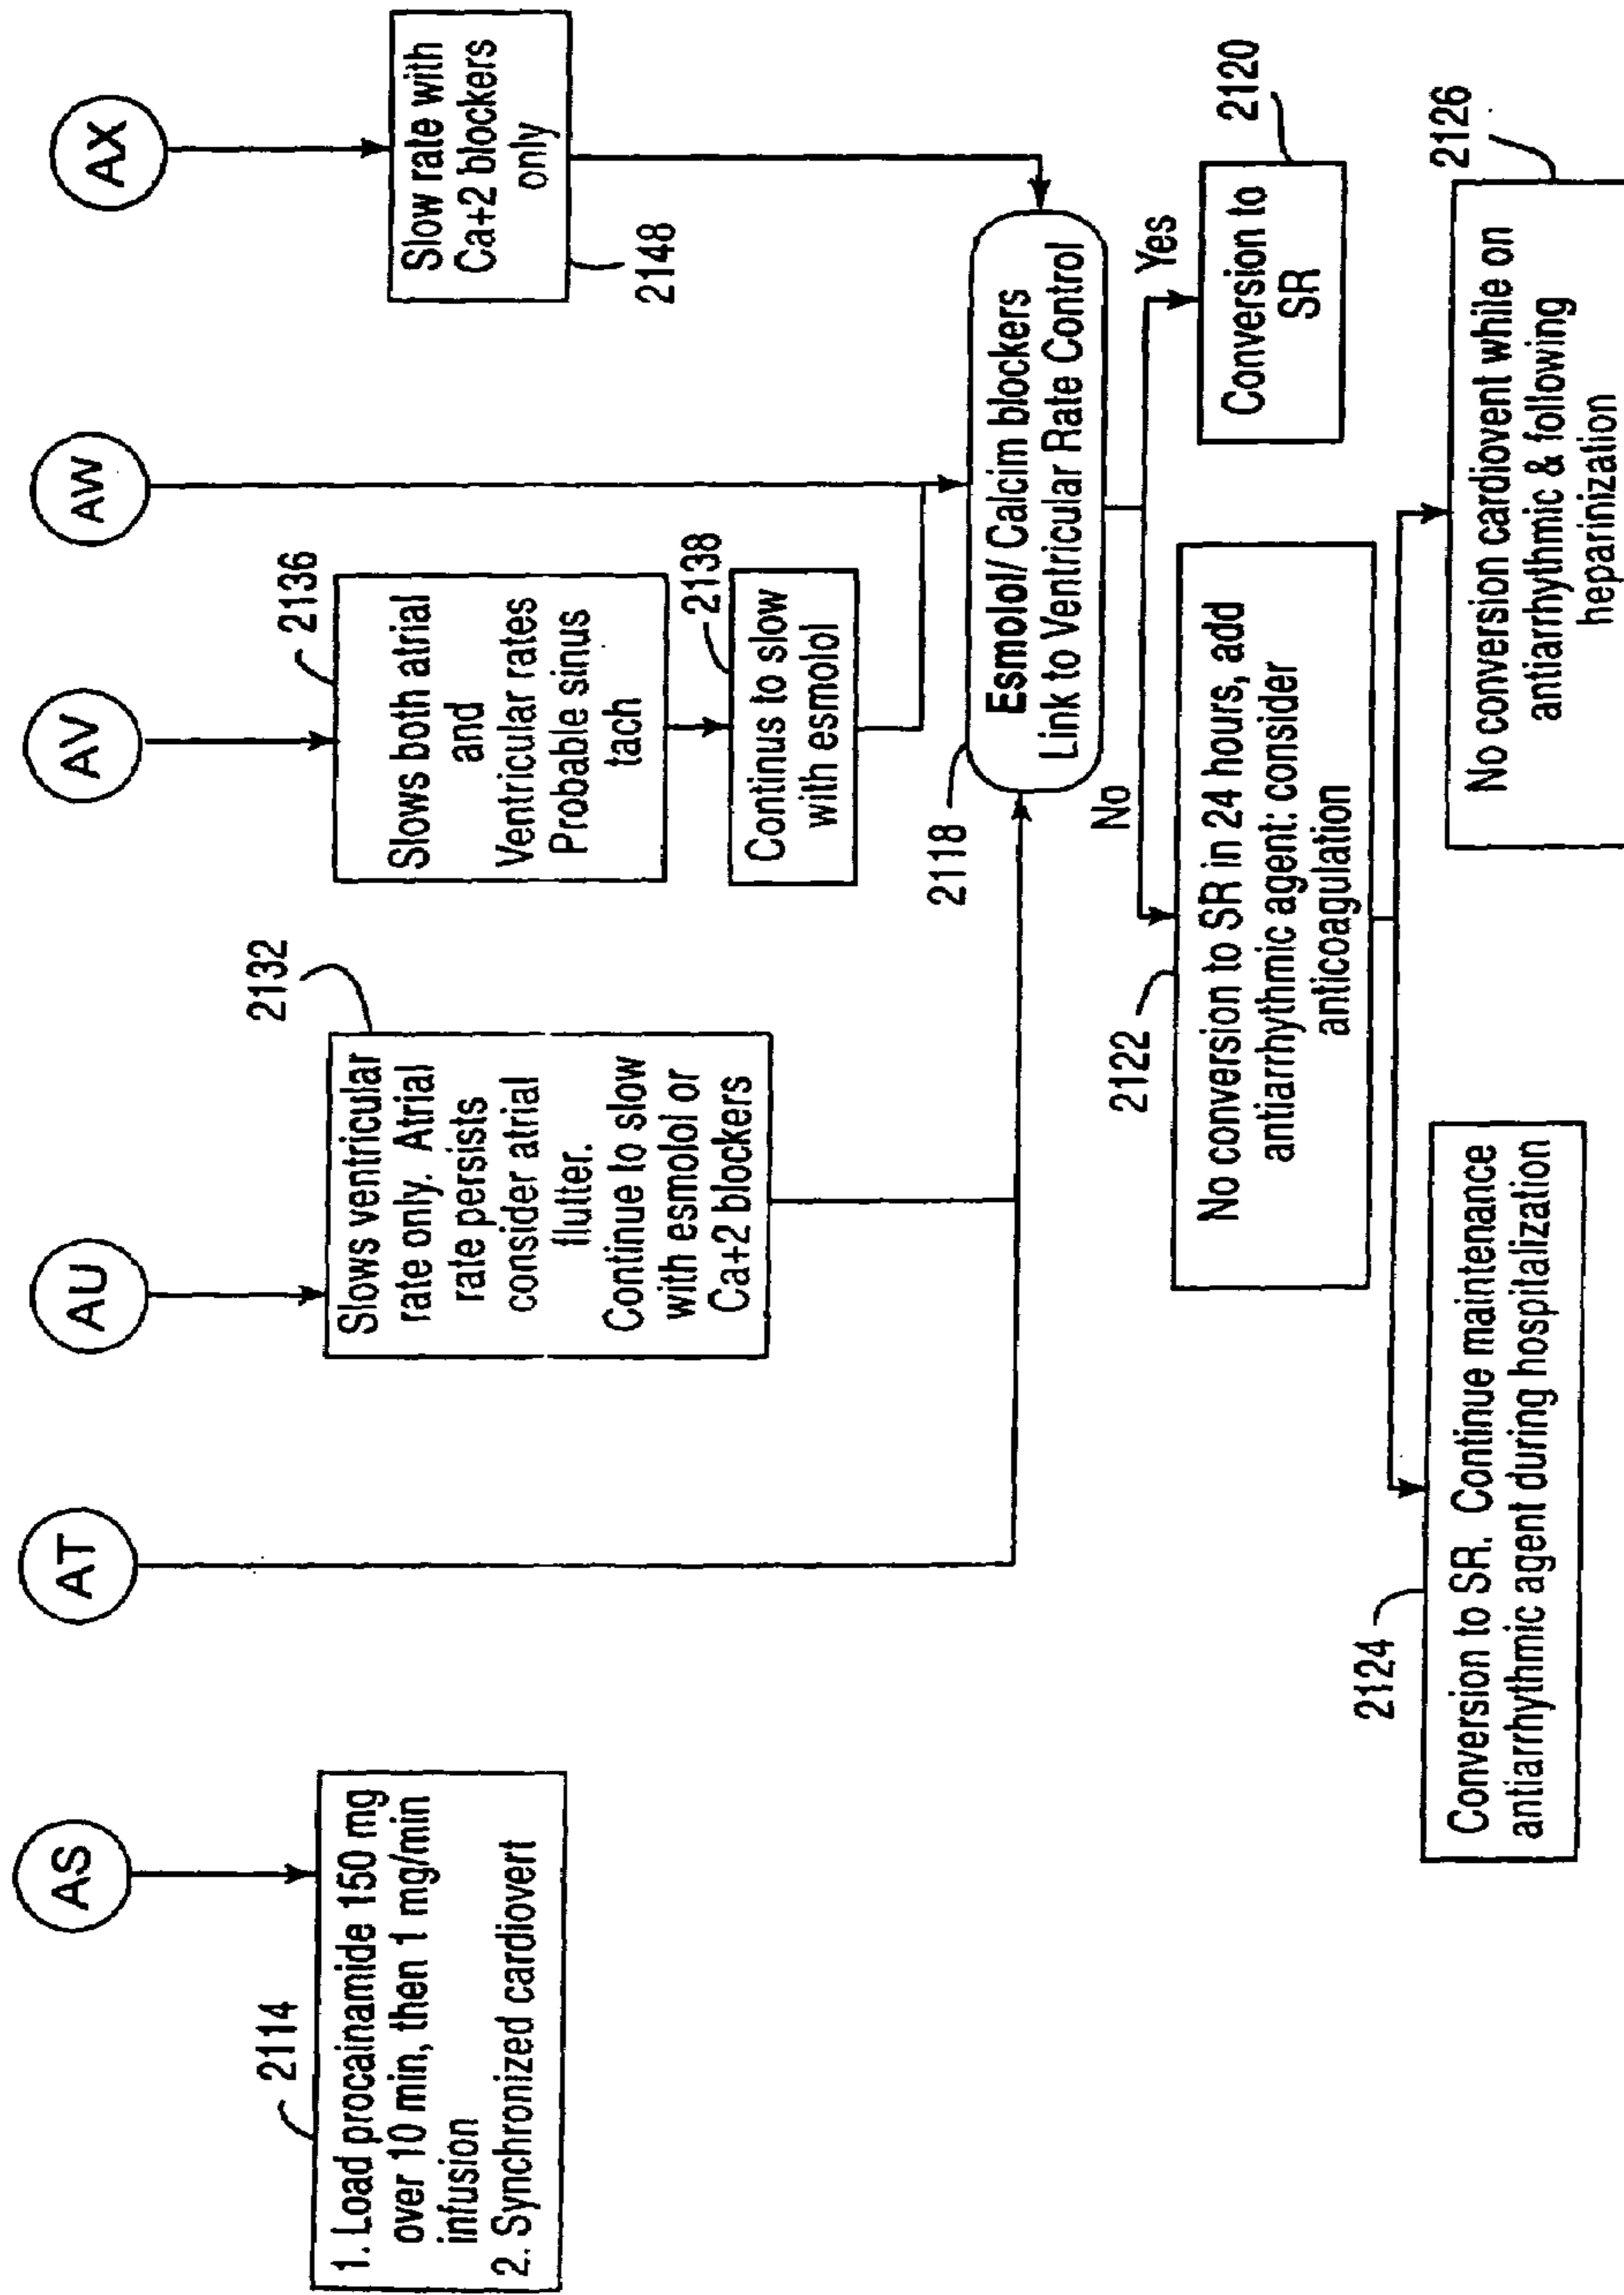 AS
AT
AU
AV
AW
AX
2114
1. Load procainamide 150 mg
over 10 min, then 1 mg/min
infusion
2. Synchronized cardiovert
2132
Slows ventricular
rate only. Atrial
rate persists
consider atrial
flutter.
Continue to slow
with esmolol or
Ca+2 blockers
2136
Slows both atrial
and
Ventricular rates
Probable sinus
tach
2138
Continus to slow
with esmolol
Slow rate with
Ca+2 blockers
only
2148
2118
Esmolol/ Calcim blockers
Link to Ventricular Rate Control
No
Yes
2122
No conversion to SR in 24 hours, add
antiarrhythmic agent: consider
anticoagulation
Conversion to
SR
2120
2124
Conversion to SR. Continue maintenance
antiarrhythmic agent during hospitalization
2126
No conversion cardiovent while on
antiarrhythmic & following
heparinization